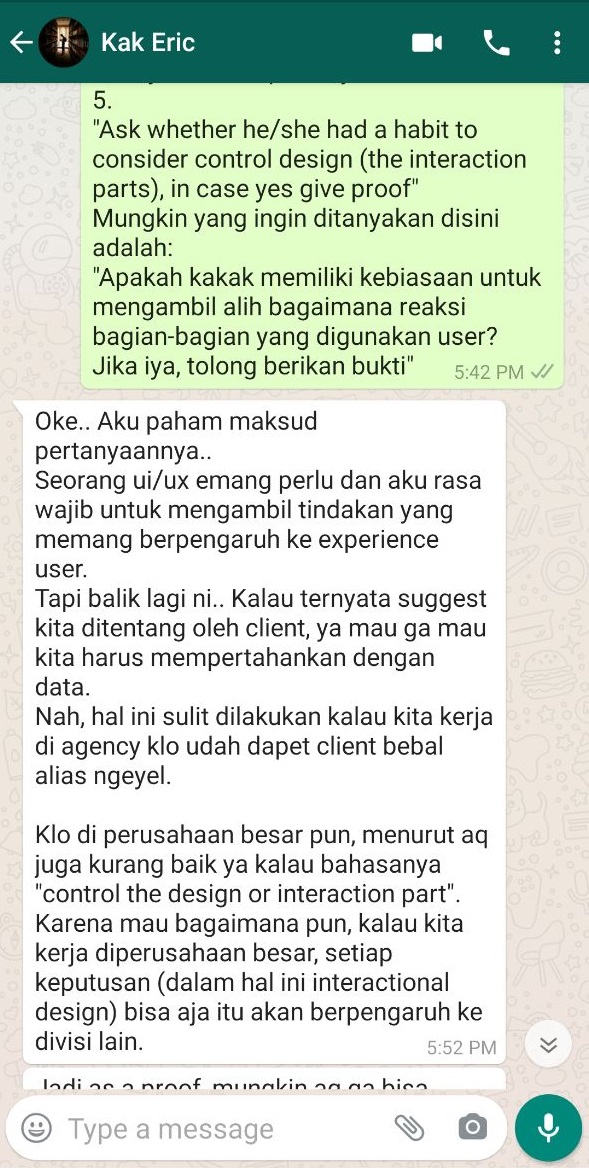 Kak Eric
5.
"Ask whether he/she had a habit to
consider control design (the interaction
parts), in case yes give proof"
Mungkin yang ingin ditanyakan disini
adalah:
"Apakah kakak memiliki kebiasaan untuk
mengambil alih bagaimana reaksi
bagian-bagian yang digunakan user?
Jika iya, tolong berikan bukti"
5:42 PM
Oke.. Aku paham maksud
pertanyaannya..
Seorang ui/ux emang perlu dan aku rasa
wajib untuk mengambil tindakan yang
memang berpengaruh ke experience
user.
Tapi balik lagi ni.. Kalau ternyata suggest
kita ditentang oleh client, ya mau ga mau
kita harus mempertahankan dengan
data.
Nah, hal ini sulit dilakukan kalau kita kerja
di agency klo udah dapet client bebal
alias ngeyel.
Klo di perusahaan besar pun, menurut aq
juga kurang baik ya kalau bahasanya
"control the design or interaction part".
Karena mau bagaimana pun, kalau kita
kerja diperusahaan besar, setiap
keputusan (dalam hal ini interactional
design) bisa aja itu akan berpengaruh ke
divisi lain.
5:52 PM
Jadi as a proof, mungkin aq ga bisa
Type a message